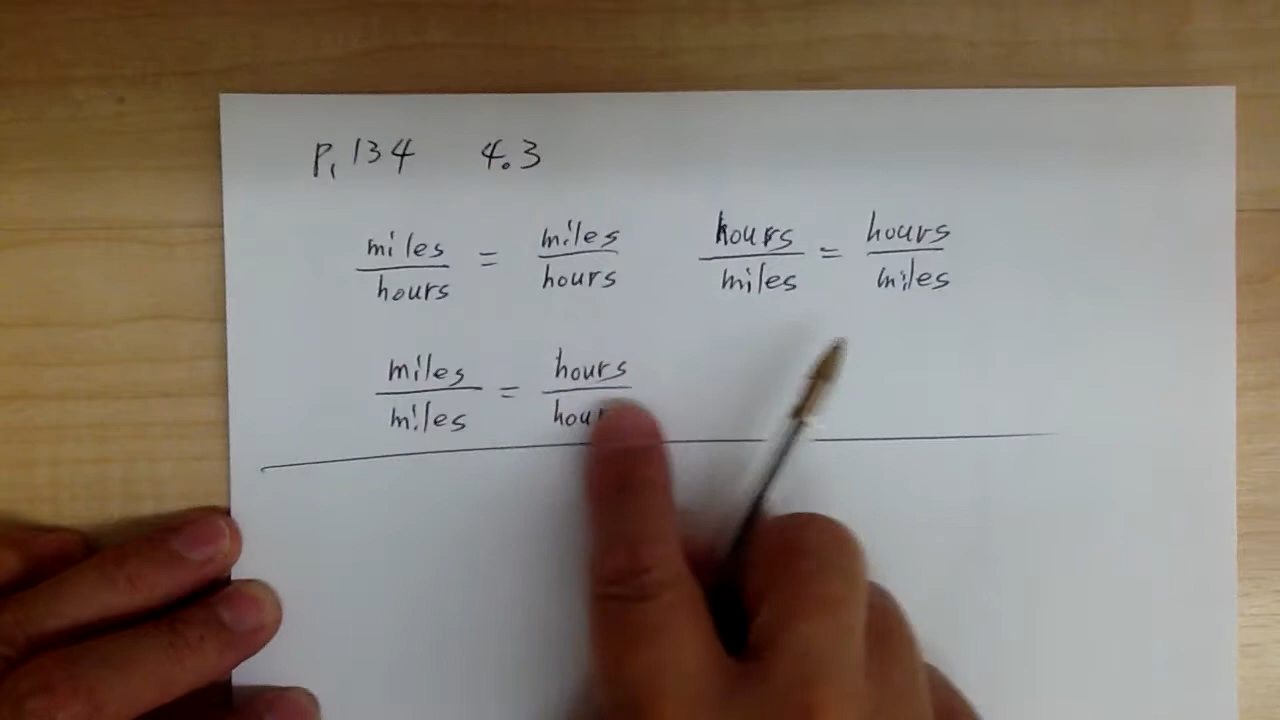 P. 134 4.3
miles/hours = miles/hours hours/miles = hours/miles
miles/miles = hours/